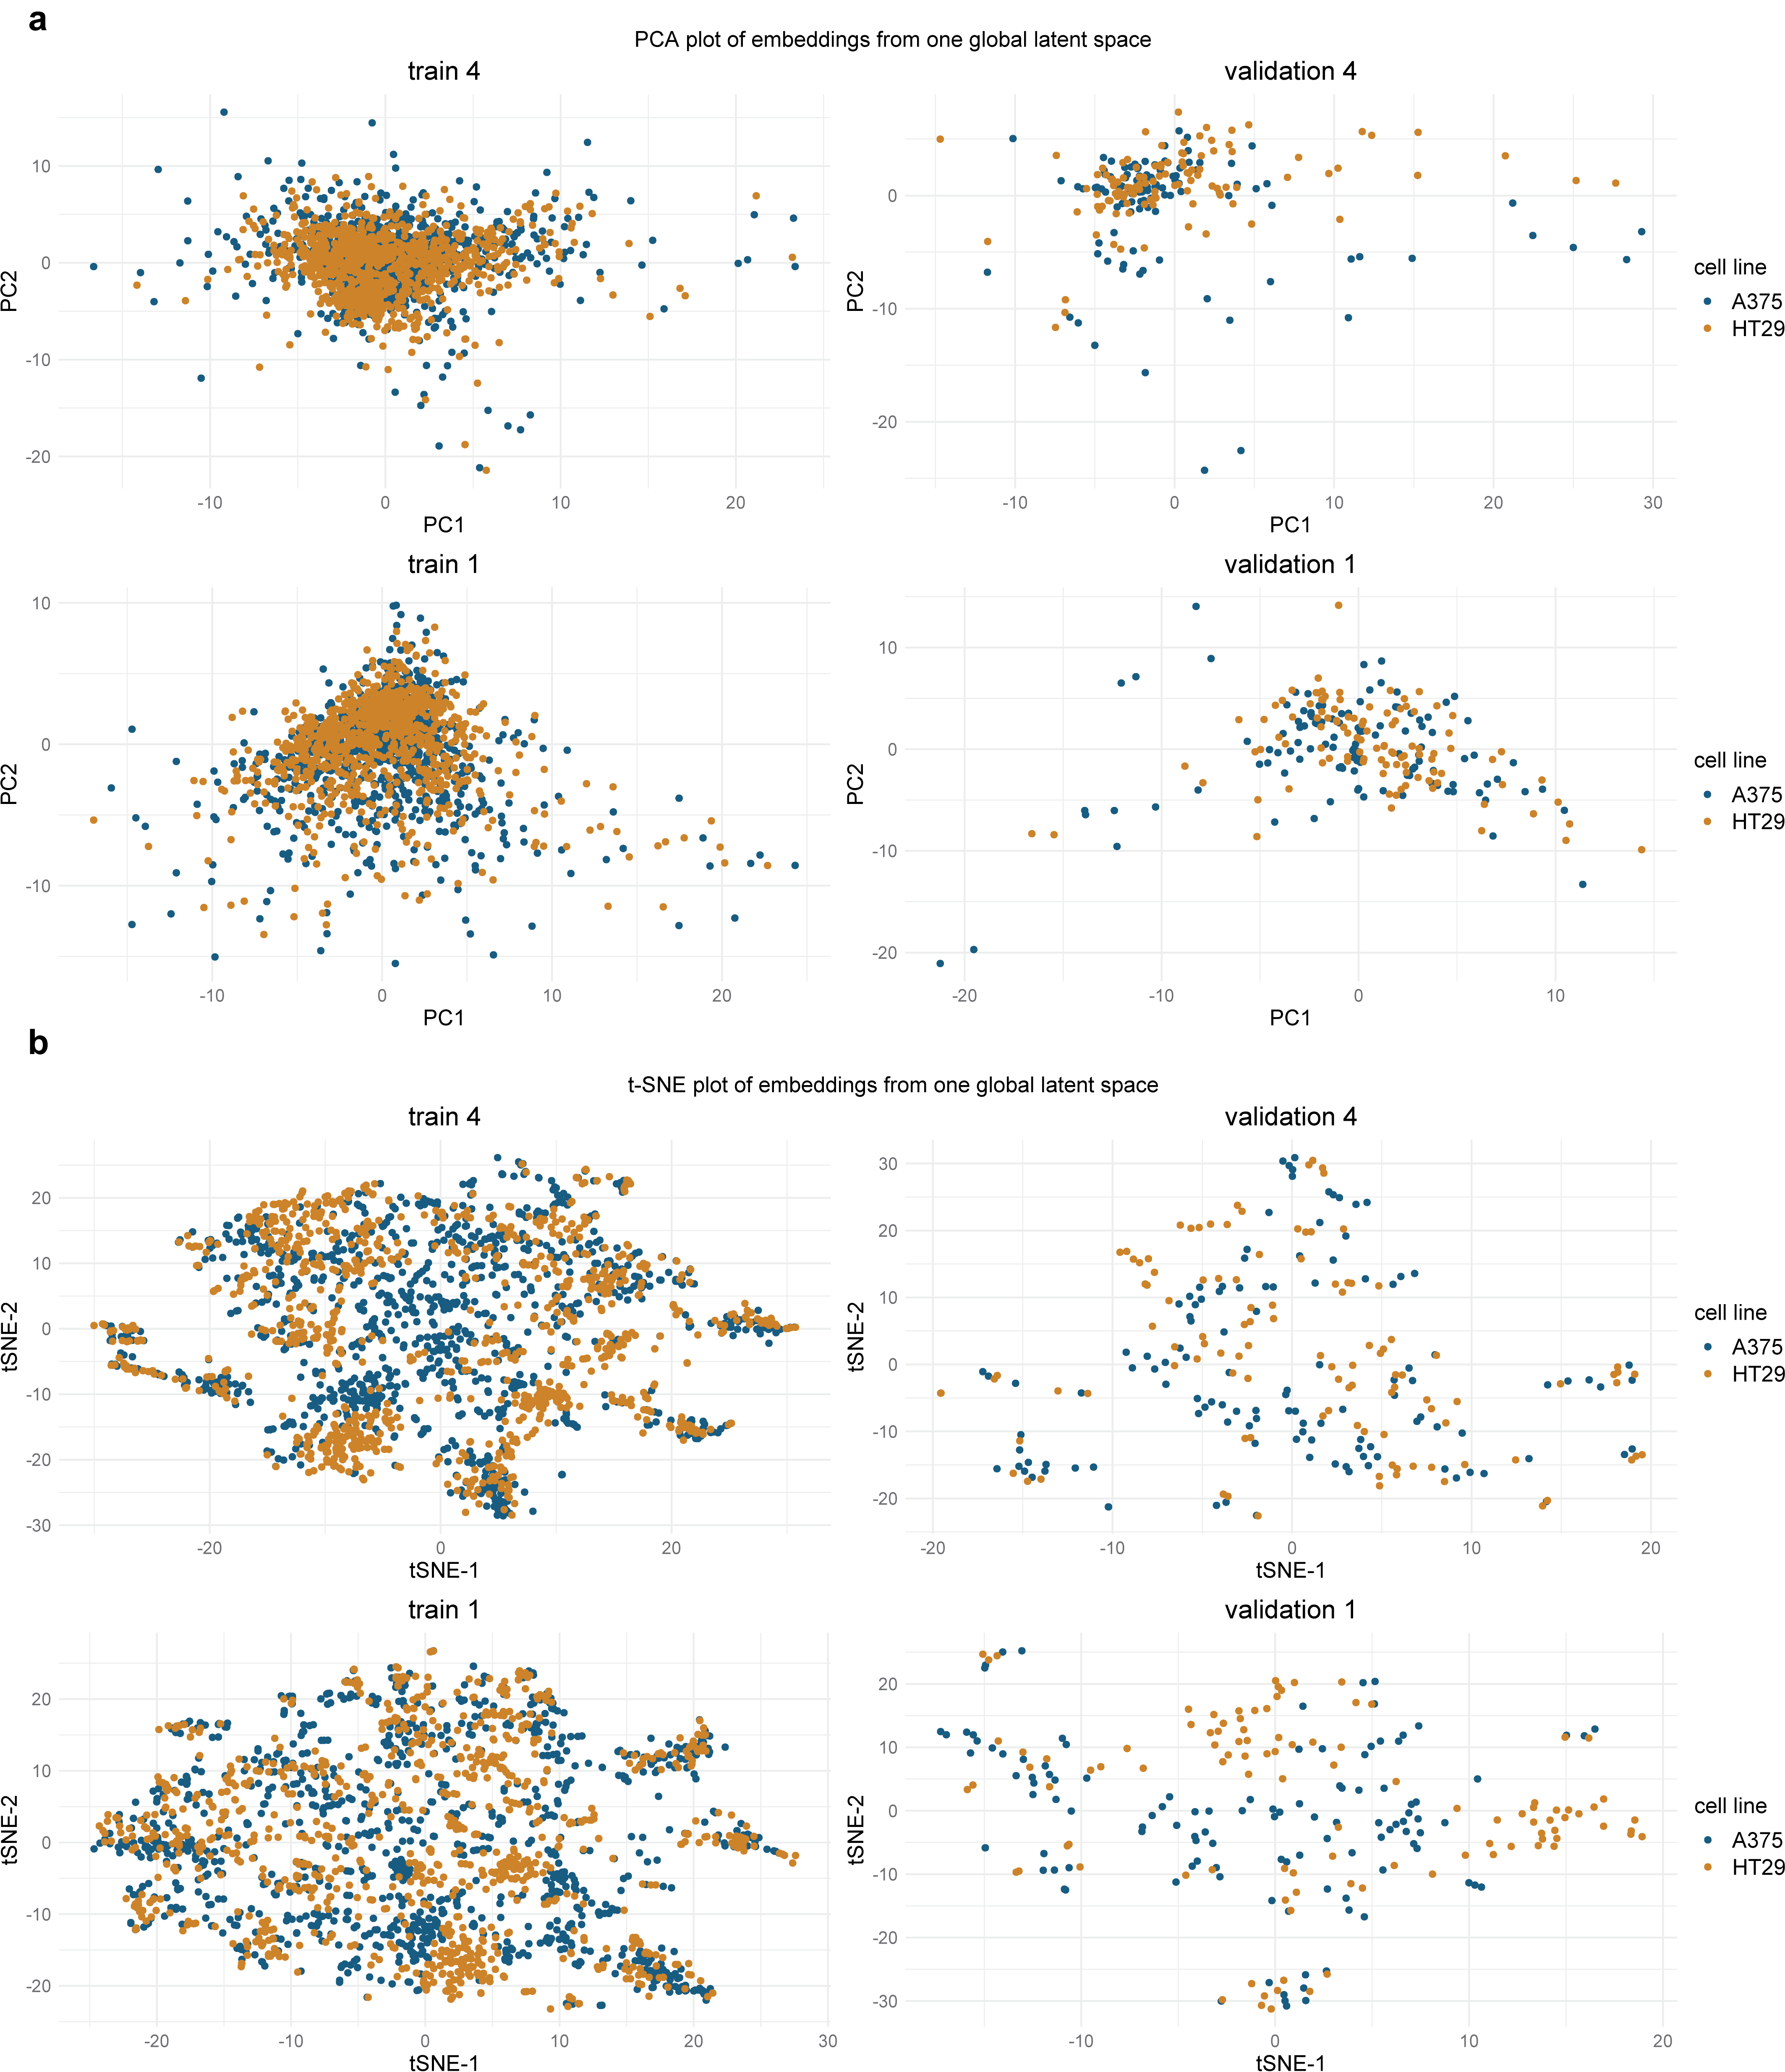 a
PCA plot of embeddings from one global latent space
train 4
validation 4
10
0
-10
-20
PC2
-10
0
10
20
PC1
0
-10
-20
PC2
-10
0
10
20
30
PC1
cell line
A375
HT29
train 1
validation 1
10
0
-10
PC2
-10
0
10
20
PC1
10
0
-10
-20
PC2
-20
-10
0
10
PC1
cell line
A375
HT29
b
t-SNE plot of embeddings from one global latent space
train 4
validation 4
20
10
0
-10
-20
-30
tSNE-2
-20
0
20
tSNE-1
30
20
10
0
-10
-20
tSNE-2
-20
-10
0
10
20
tSNE-1
cell line
A375
HT29
train 1
validation 1
20
10
0
-10
-20
tSNE-2
-20
-10
0
10
20
30
tSNE-1
20
10
0
-10
-20
-30
tSNE-2
-10
0
10
20
tSNE-1
cell line
A375
HT29